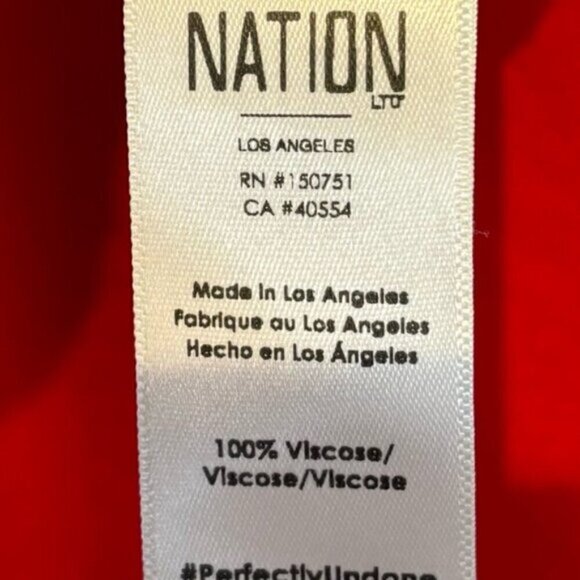 NATION
LTD
LOS ANGELES
RN #150751
CA #40554
Made in Los Angeles
Fabrique au Los Angeles
Hecho en Los Ángeles
100% Viscose/
Viscose/Viscose
#PerfectlyUndone